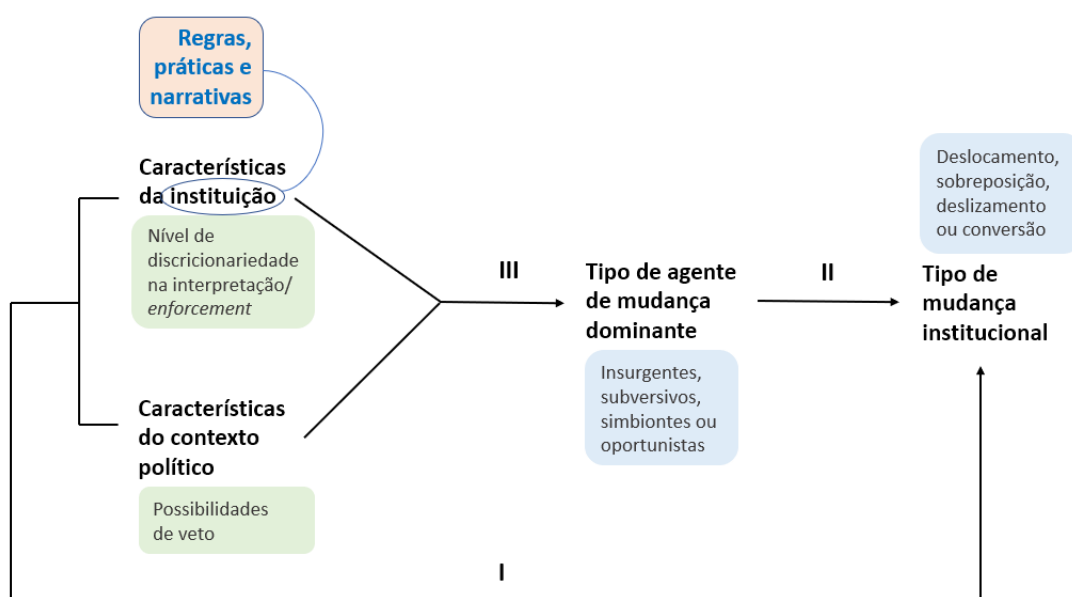 Regras,
práticas e
narrativas
Características
da instituição
Nível de
discricionariedade
na interpretação/
enforcement
Características
do contexto
político
Possibilidades
de veto
III
Tipo de agente
de mudança
dominante
Insurgentes,
subversivos,
simbiontes ou
oportunistas
II
Deslocamento,
sobreposição,
deslizamento
ou conversão
Tipo de
mudança
institucional
I